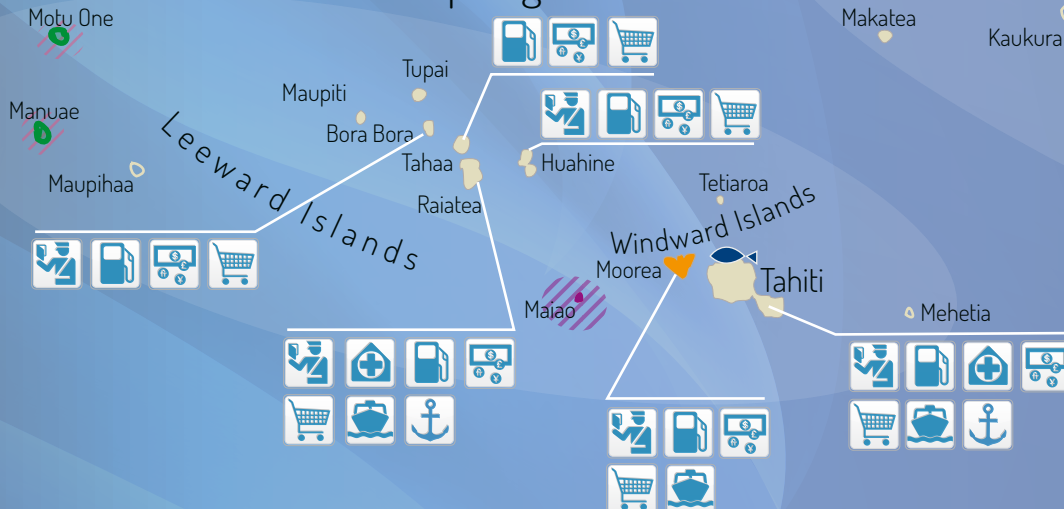 Motu One
Makatea
Kaukura
Tupai
Maupiti
Manuae
Bora Bora
Tahaa
Huahine
Maupihaa
Leeward Islands
Raiatea
Tetiaroa
Windward Islands
Moorea
Tahiti
Maiao
Mehetia